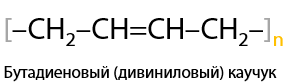 [–CH₂–CH=CH–CH₂–]ₙ
Бутадиеновый (дивиниловый) каучук